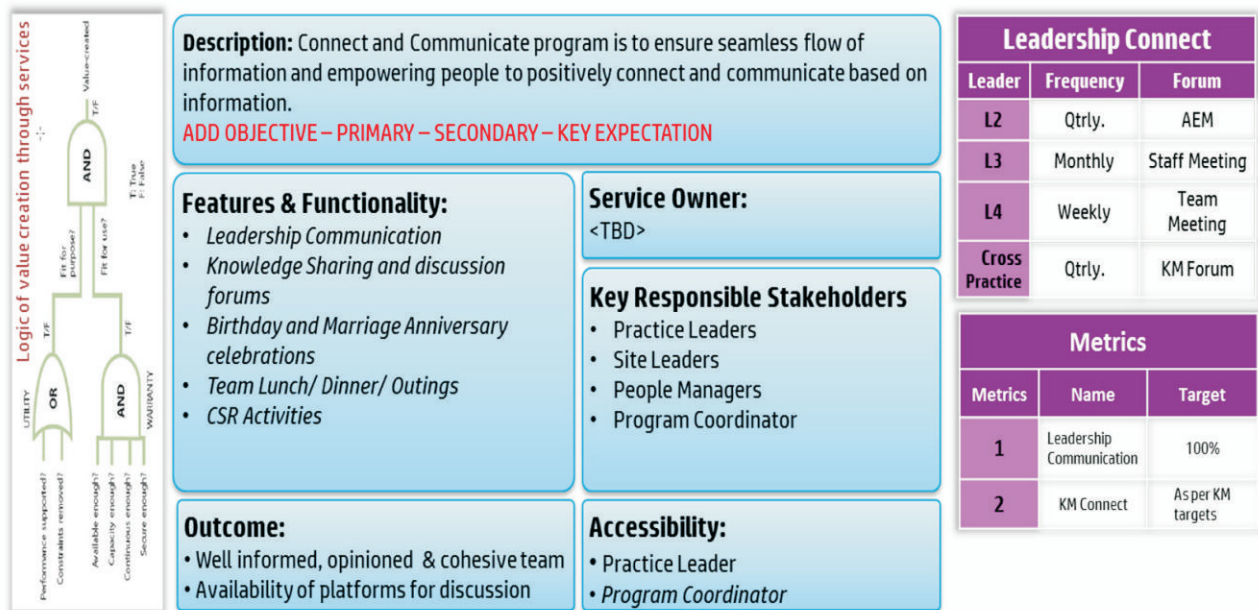 Logic of value creation through services
Value-created
T/F
AND
T: True
F: False
Fit for
purpose?
Fit for use?
T/F
T/F
UTILITY
OR
AND
WARRANTY
Performance supported?
Constraints removed?
Available enough?
Capacity enough?
Continuous enough?
Secure enough?
Description: Connect and Communicate program is to ensure seamless flow of
information and empowering people to positively connect and communicate based on
information.
ADD OBJECTIVE – PRIMARY – SECONDARY – KEY EXPECTATION
Features & Functionality:
• Leadership Communication
• Knowledge Sharing and discussion
forums
• Birthday and Marriage Anniversary
celebrations
• Team Lunch/ Dinner/ Outings
• CSR Activities
Service Owner:
<TBD>
Key Responsible Stakeholders
• Practice Leaders
• Site Leaders
• People Managers
• Program Coordinator
Outcome:
• Well informed, opinioned & cohesive team
• Availability of platforms for discussion
Accessibility:
• Practice Leader
• Program Coordinator
Leadership Connect
Leader Frequency Forum
L2 Qtrly. AEM
L3 Monthly Staff Meeting
L4 Weekly Team
Meeting
Cross
Practice Qtrly. KM Forum
Metrics
Metrics Name Target
1 Leadership
Communication 100%
2 KM Connect As per KM
targets